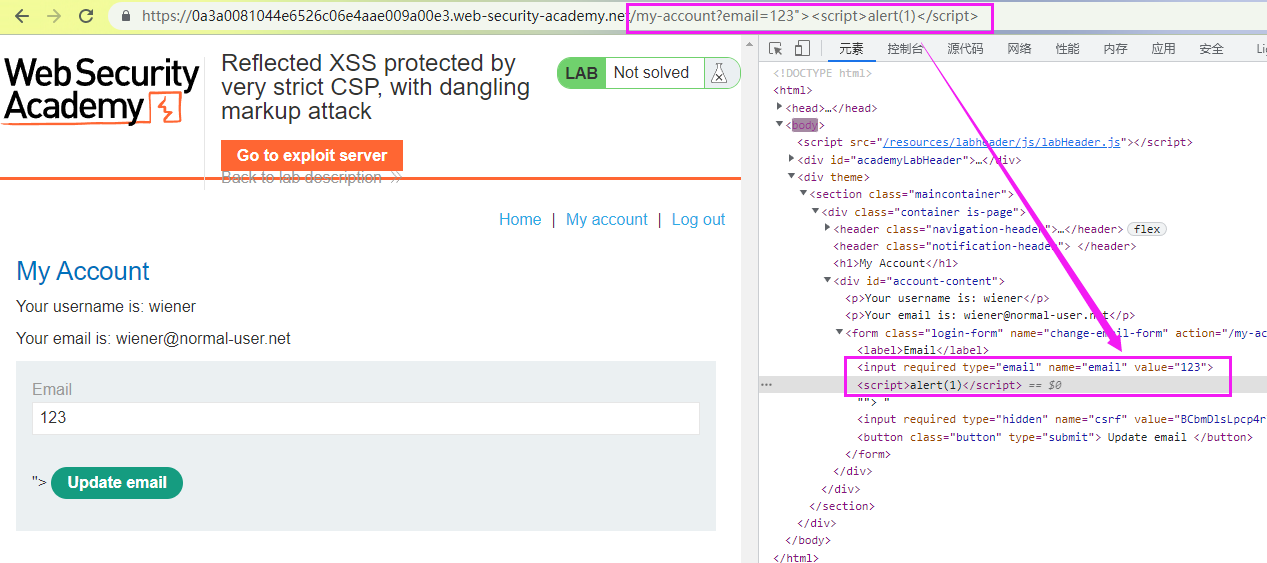 https://0a3a0081044e6526c06e4aae009a00e3.web-security-academy.net/my-account?email=123"><script>alert(1)</script>
WebSecurity
Academy
Reflected XSS protected by
very strict CSP, with dangling
markup attack
LAB Not solved
Go to exploit server
Back to lab description
Home | My account | Log out
My Account
Your username is: wiener
Your email is: wiener@normal-user.net
Email
123
"> Update email
元素 控制台 源代码 网络 性能 内存 应用 安全 Li
<!DOCTYPE html>
<html>
<head>…</head>
<body>
<script src="/resources/labheader/js/labHeader.js"></script>
<div id="academyLabHeader">…</div>
<div theme>
<section class="maincontainer">
<div class="container is-page">
<header class="navigation-header">…</header> flex
<header class="notification-header"> </header>
<h1>My Account</h1>
<div id="account-content">
<p>Your username is: wiener</p>
<p>Your email is: wiener@normal-user.net</p>
<form class="login-form" name="change-email-form" action="/my-ac
<label>Email</label>
<input required type="email" name="email" value="123">
<script>alert(1)</script> == $0
""> "
<input required type="hidden" name="csrf" value="BCbmDlsLpcp4r
<button class="button" type="submit"> Update email </button>
</form>
</div>
</div>
</section>
</div>
</body>
</html>